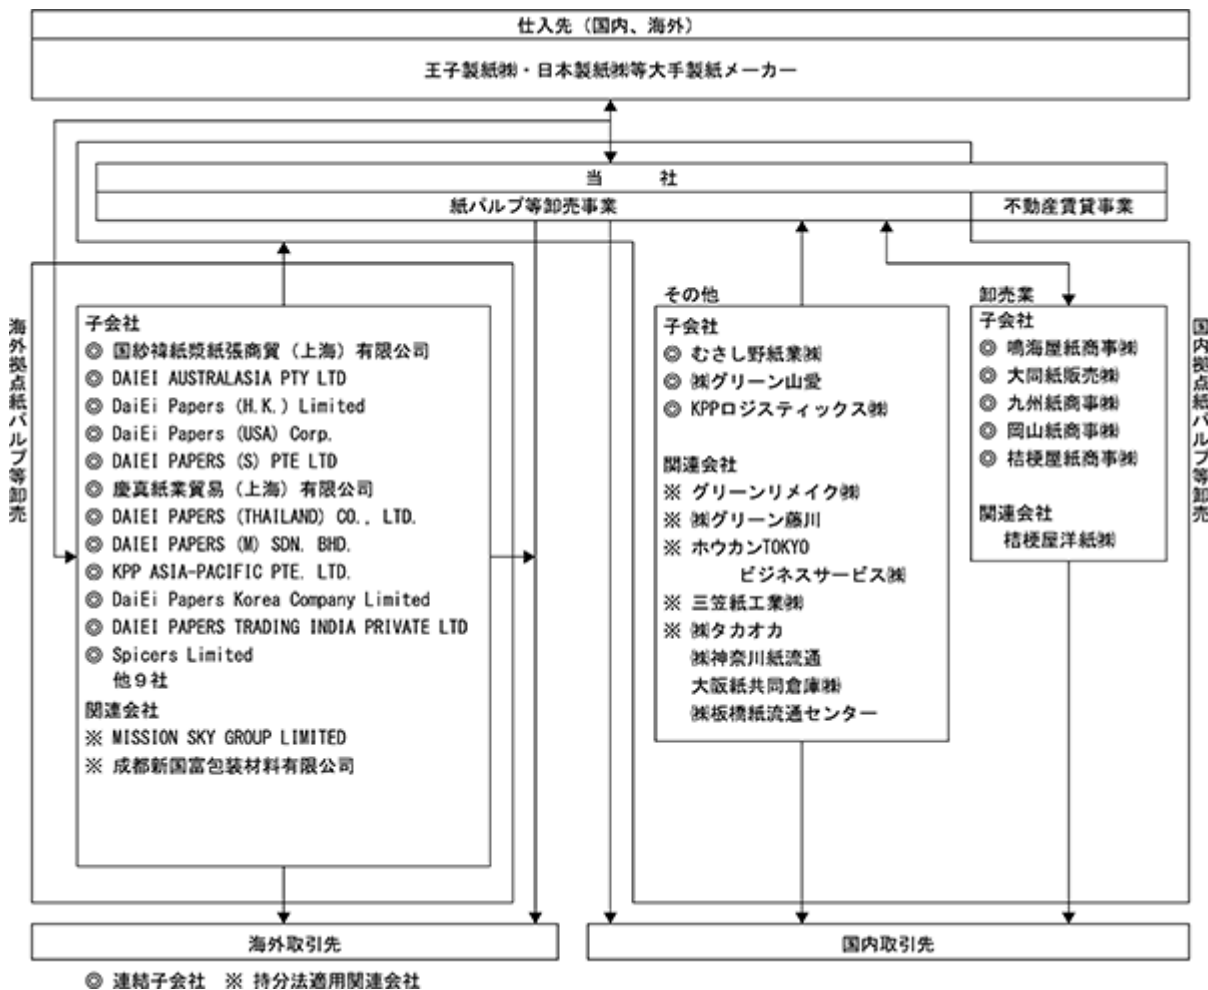 仕入先（国内、海外）
王子製紙㈱・日本製紙㈱等大手製紙メーカー
当　　社
紙パルプ等卸売事業
不動産賃貸事業
海外拠点紙パルプ等卸売
子会社
◎ 国紗褘紙漿紙張商貿（上海）有限公司
◎ DAIEI AUSTRALASIA PTY LTD
◎ DaiEi Papers (H.K.) Limited
◎ DaiEi Papers (USA) Corp.
◎ DAIEI PAPERS (S) PTE LTD
◎ 慶真紙業貿易（上海）有限公司
◎ DAIEI PAPERS (THAILAND) CO., LTD.
◎ DAIEI PAPERS (M) SDN. BHD.
◎ KPP ASIA-PACIFIC PTE. LTD.
◎ DaiEi Papers Korea Company Limited
◎ DAIEI PAPERS TRADING INDIA PRIVATE LTD
◎ Spicers Limited
他９社
関連会社
※ MISSION SKY GROUP LIMITED
※ 成都新国富包装材料有限公司
その他
子会社
◎ むさし野紙業㈱
◎ ㈱グリーン山愛
◎ KPPロジスティックス㈱
関連会社
※ グリーンリメイク㈱
※ ㈱グリーン藤川
※ ホウカンTOKYO
ビジネスサービス㈱
※ 三笠紙工業㈱
※ ㈱タカオカ
㈱神奈川紙流通
大阪紙共同倉庫㈱
㈱板橋紙流通センター
卸売業
子会社
◎ 鳴海屋紙商事㈱
◎ 大同紙販売㈱
◎ 九州紙商事㈱
◎ 岡山紙商事㈱
◎ 桔梗屋紙商事㈱
関連会社
桔梗屋洋紙㈱
国内拠点紙パルプ等卸売
海外取引先
国内取引先
◎ 連結子会社　※ 持分法適用関連会社